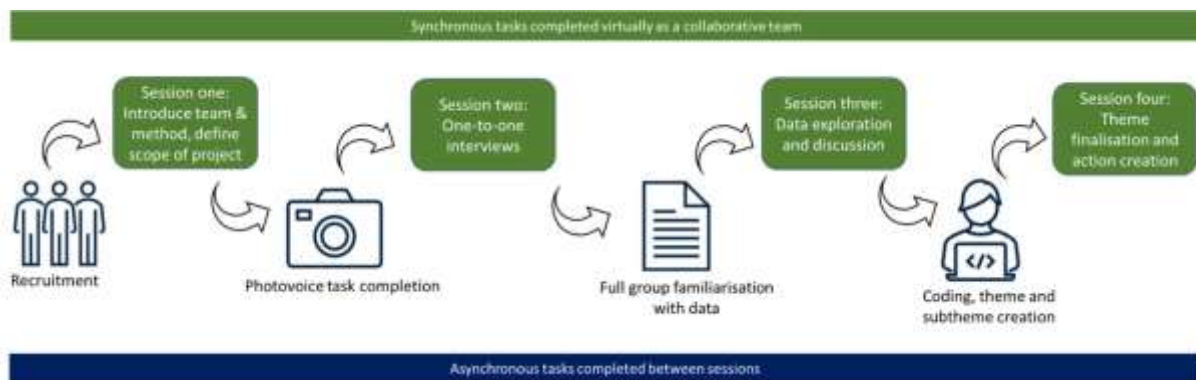 Synchronous tasks completed virtually as a collaborative team
Session one:
Introduce team &
method, define
scope of project
Session two:
One-to-one
interviews
Session three:
Data exploration
and discussion
Session four:
Theme
finalisation and
action creation
Recruitment
Photovoice task completion
Full group familiarisation
with data
</>
Coding, theme and
subtheme creation
Asynchronous tasks completed between sessions